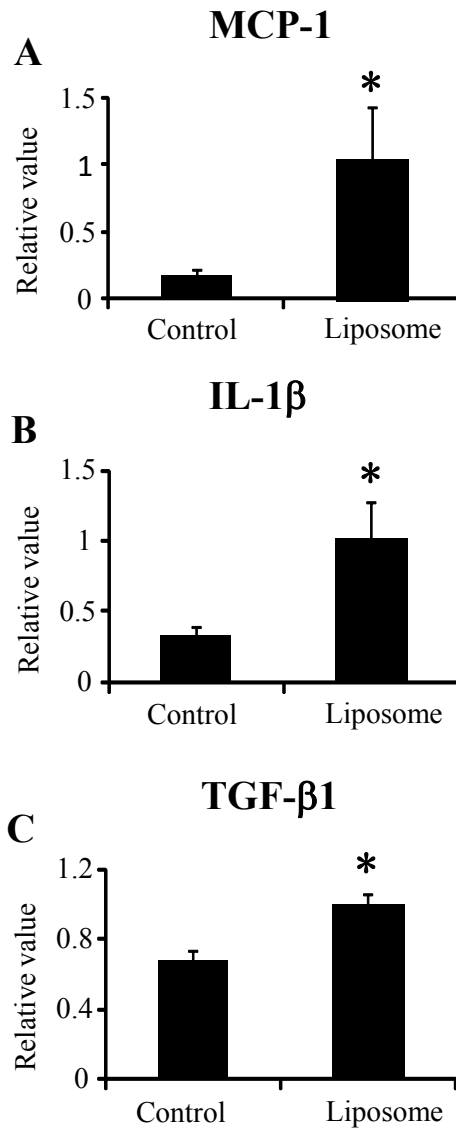 MCP-1
A
*
1.5
1
0.5
0
Relative value
Control Liposome
IL-1β
B
*
1.5
1
0.5
0
Relative value
Control Liposome
TGF-β1
C
*
1.2
0.8
0.4
0
Relative value
Control Liposome